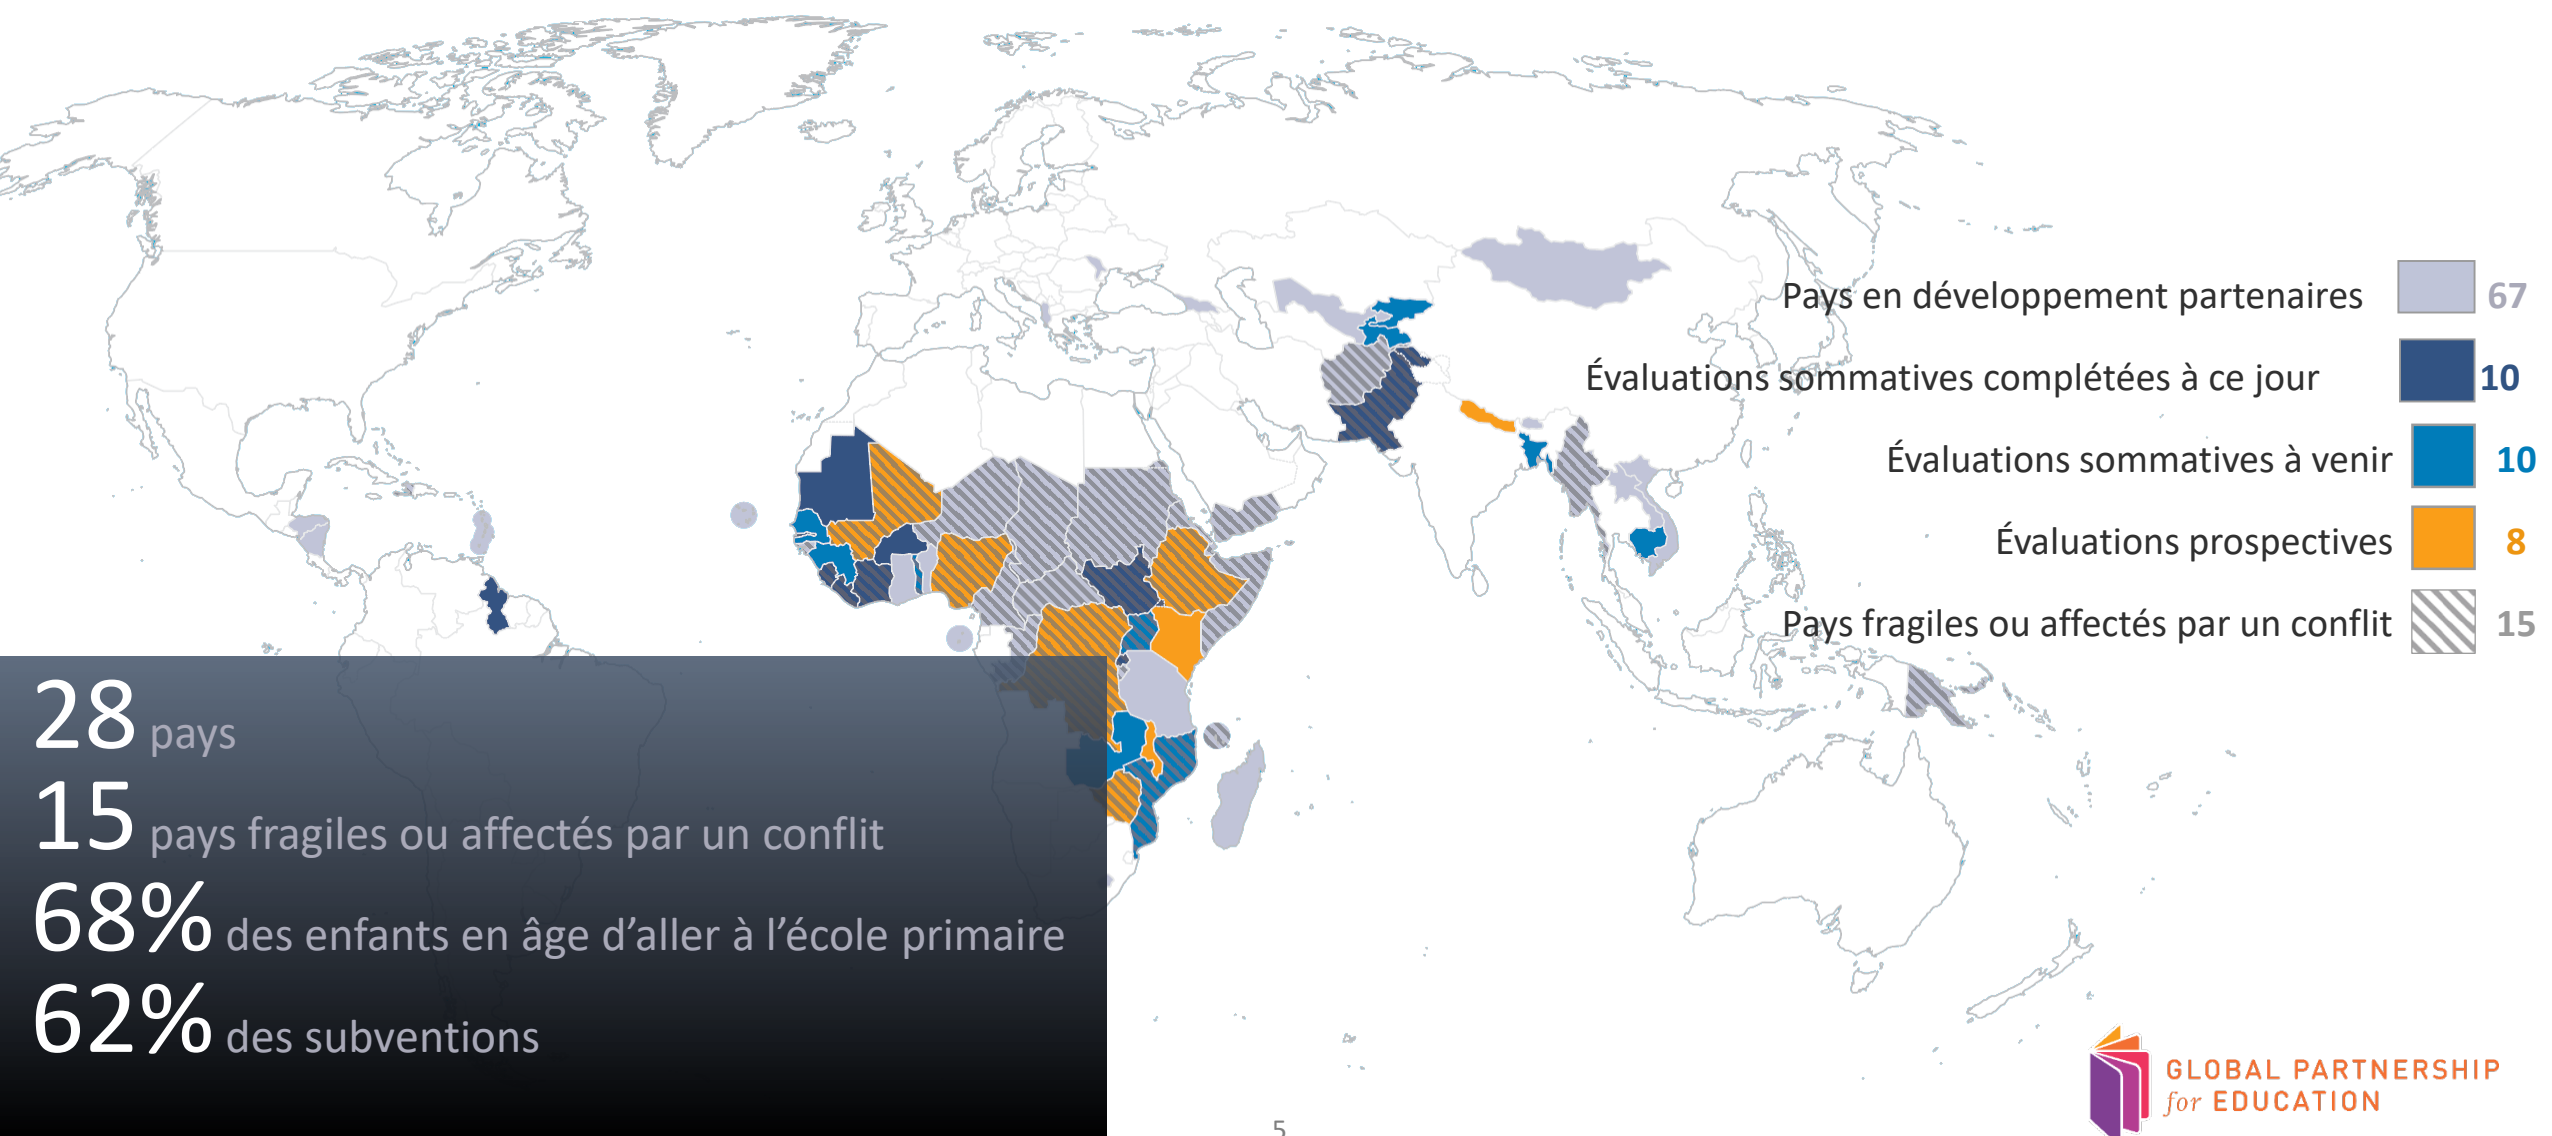 Pays en développement partenaires 67
Évaluations sommatives complétées à ce jour 10
Évaluations sommatives à venir 10
Évaluations prospectives 8
Pays fragiles ou affectés par un conflit 15
28 pays
15 pays fragiles ou affectés par un conflit
68% des enfants en âge d’aller à l’école primaire
62% des subventions
GLOBAL PARTNERSHIP
for EDUCATION
5